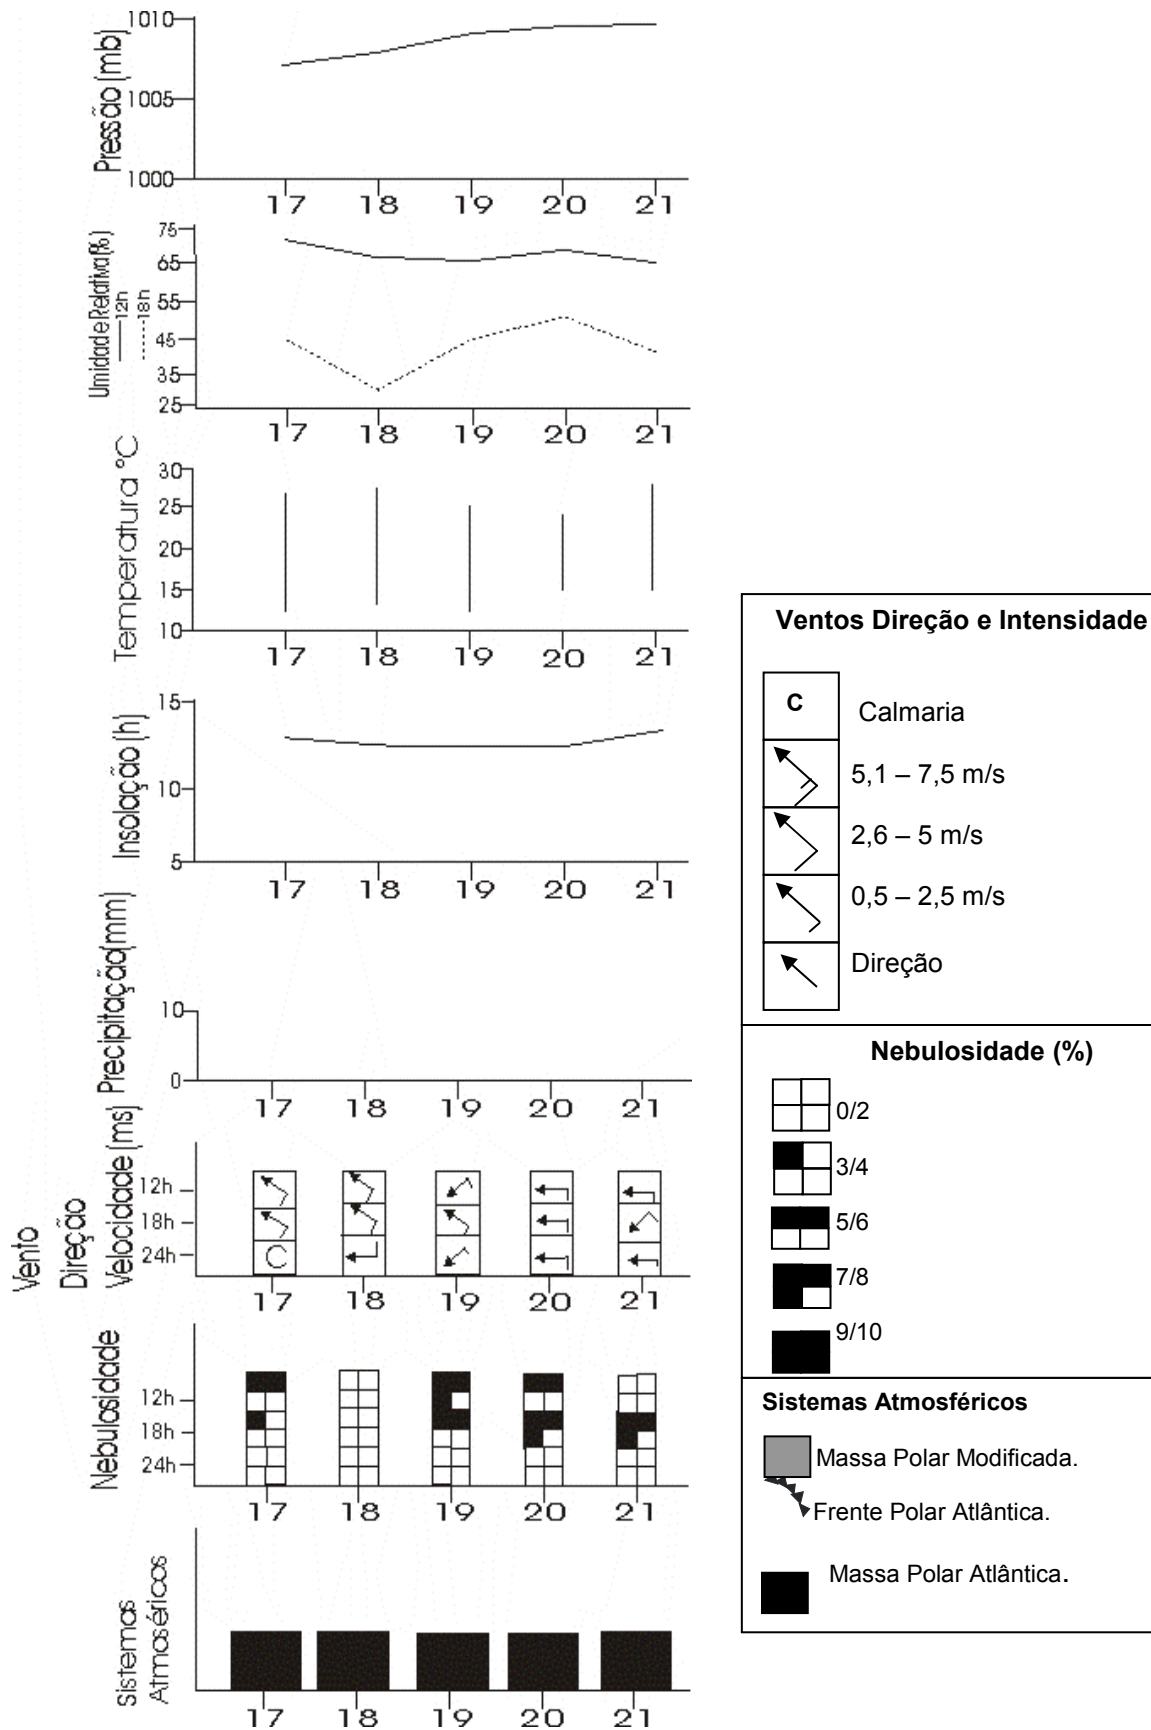 Pressão (mb)
1010
1005
1000
17 18 19 20 21
Umidade Relativa (%)
12h
18h
75
65
55
45
35
25
17 18 19 20 21
Temperatura °C
30
25
20
15
10
17 18 19 20 21
Insolação (h)
15
10
5
17 18 19 20 21
Precipitação(mm)
10
0
17 18 19 20 21
Vento
Direção
Velocidade (ms)
12h
18h
24h
C
17 18 19 20 21
Nebulosidade
12h
18h
24h
17 18 19 20 21
Sistemas
Atmoséricos
17 18 19 20 21
Ventos Direção e Intensidade
C Calmaria
5,1 – 7,5 m/s
2,6 – 5 m/s
0,5 – 2,5 m/s
Direção
Nebulosidade (%)
0/2
3/4
5/6
7/8
9/10
Sistemas Atmosféricos
Massa Polar Modificada.
Frente Polar Atlântica.
Massa Polar Atlântica.